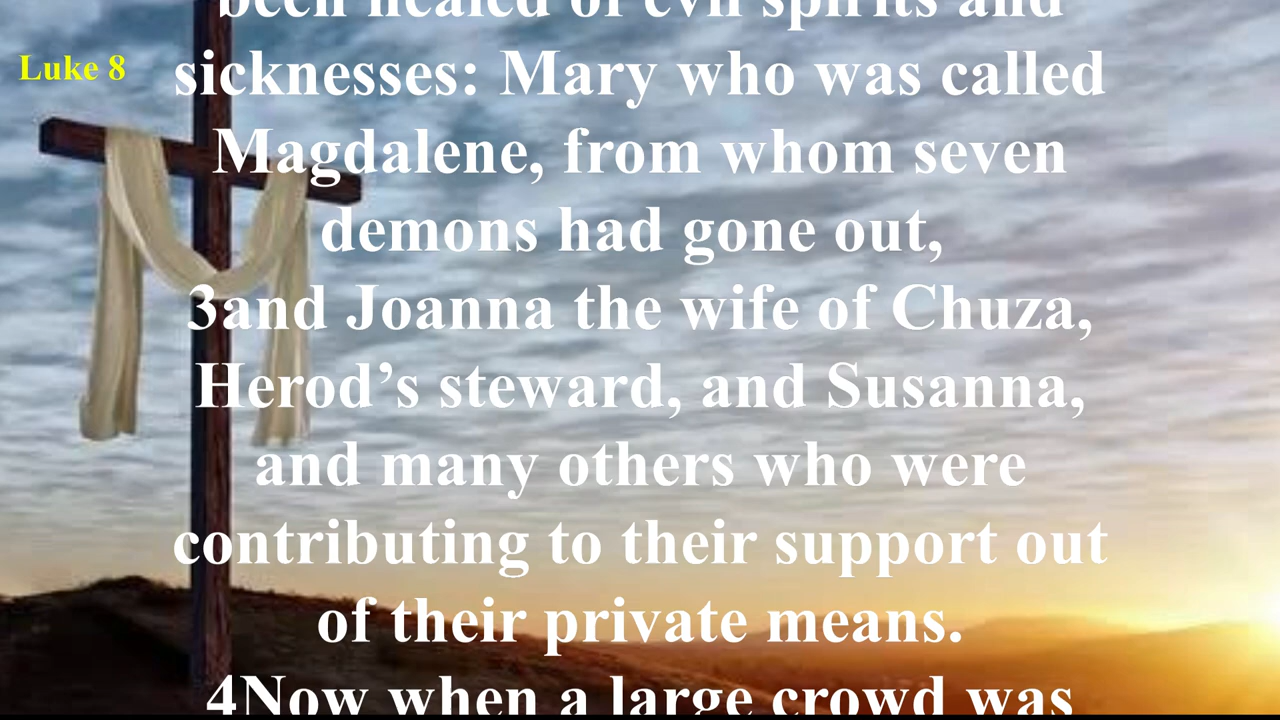 been healed of evil spirits and
Luke 8
sicknesses: Mary who was called
Magdalene, from whom seven
demons had gone out,
3and Joanna the wife of Chuza,
Herod’s steward, and Susanna,
and many others who were
contributing to their support out
of their private means.
4Now when a large crowd was